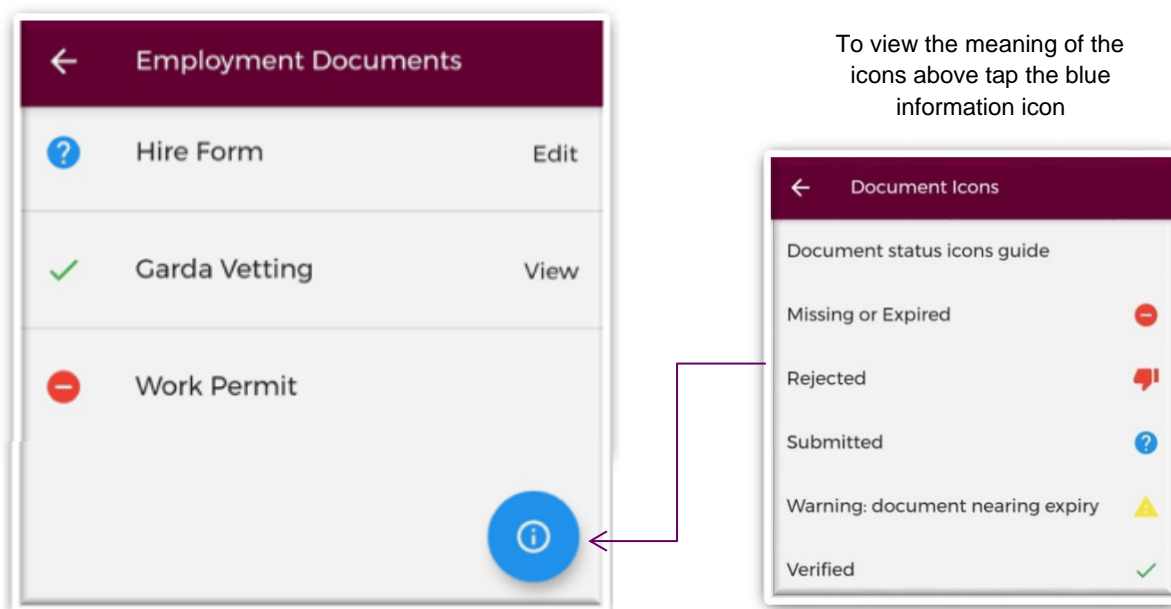 Employment Documents
Hire Form Edit
Garda Vetting View
Work Permit
To view the meaning of the
icons above tap the blue
information icon
Document Icons
Document status icons guide
Missing or Expired
Rejected
Submitted
Warning: document nearing expiry
Verified